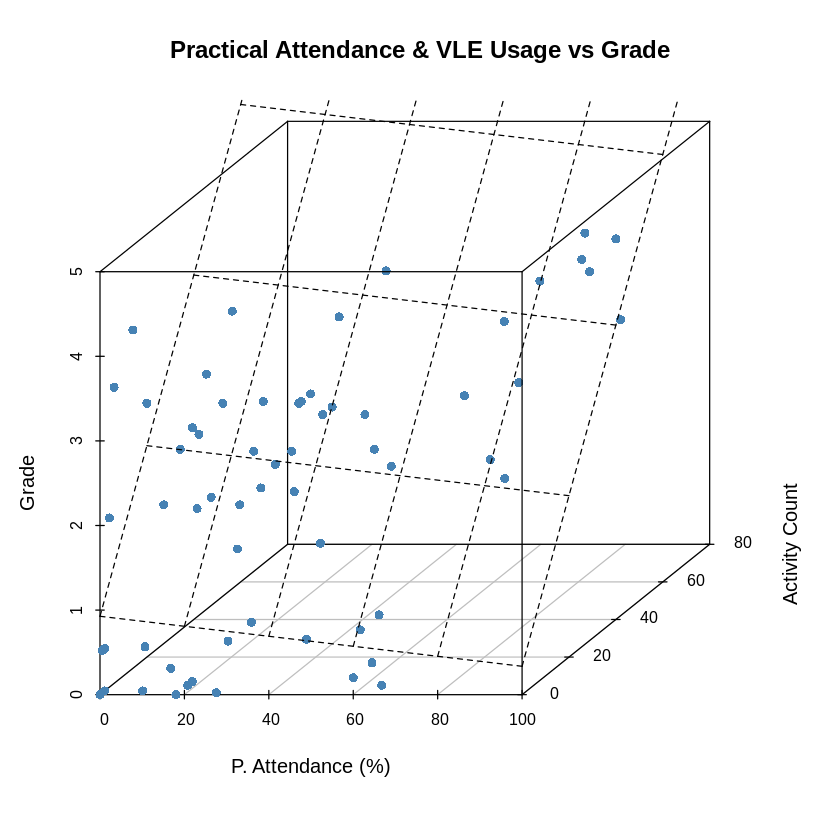 Practical Attendance & VLE Usage vs Grade
5
4
3
2
1
0
Grade
80
60
40
20
0
Activity Count
0 20 40 60 80 100
P. Attendance (%)